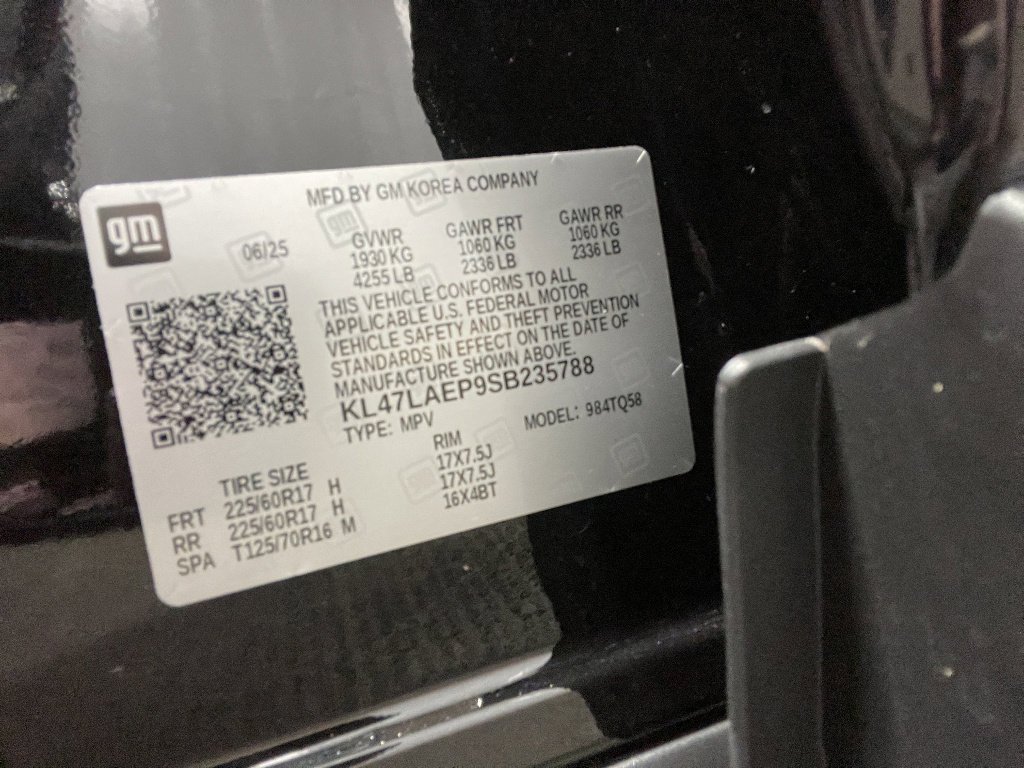 MFD BY GM KOREA COMPANY
gm
06/25
GVWR GAWR FRT GAWR RR
1930 KG 1060 KG 1060 KG
4255 LB 2336 LB 2336 LB
THIS VEHICLE CONFORMS TO ALL
APPLICABLE U.S. FEDERAL MOTOR
VEHICLE SAFETY AND THEFT PREVENTION
STANDARDS IN EFFECT ON THE DATE OF
MANUFACTURE SHOWN ABOVE.
KL47LAEP9SB235788
TYPE: MPV MODEL: 984TQ58
TIRE SIZE RIM
FRT 225/60R17 H 17X7.5J
RR 225/60R17 H 17X7.5J
SPA T125/70R16 M 16X4BT